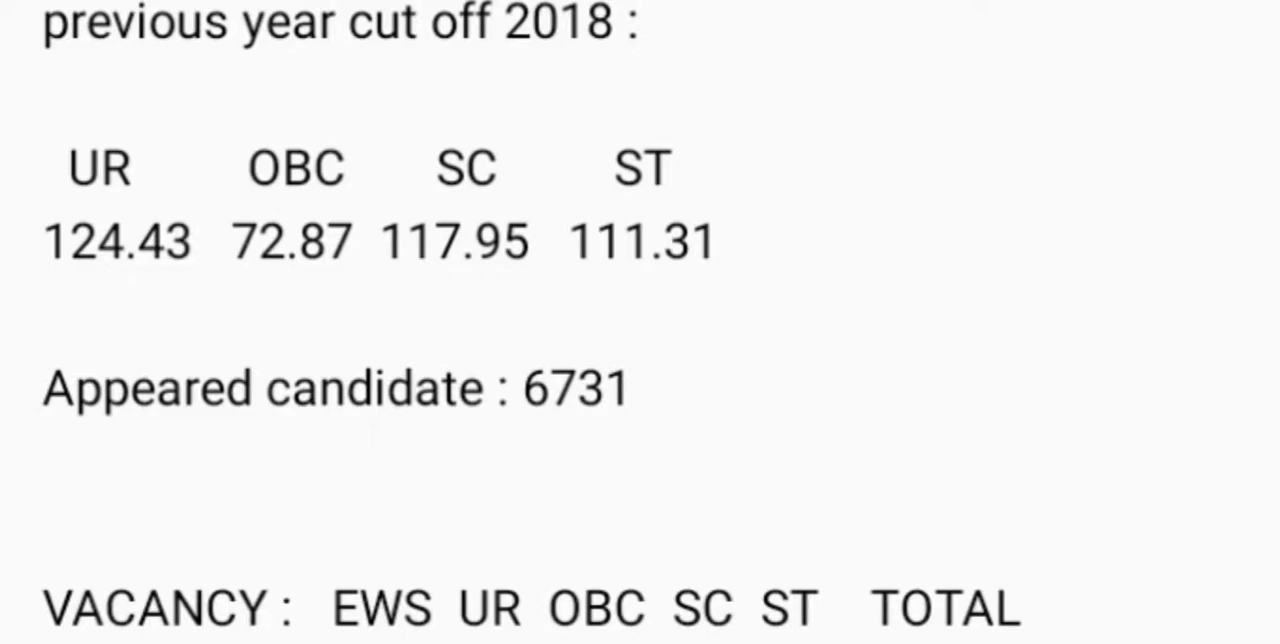 previous year cut off 2018 :
UR OBC SC ST
124.43 72.87 117.95 111.31
Appeared candidate : 6731
VACANCY : EWS UR OBC SC ST TOTAL